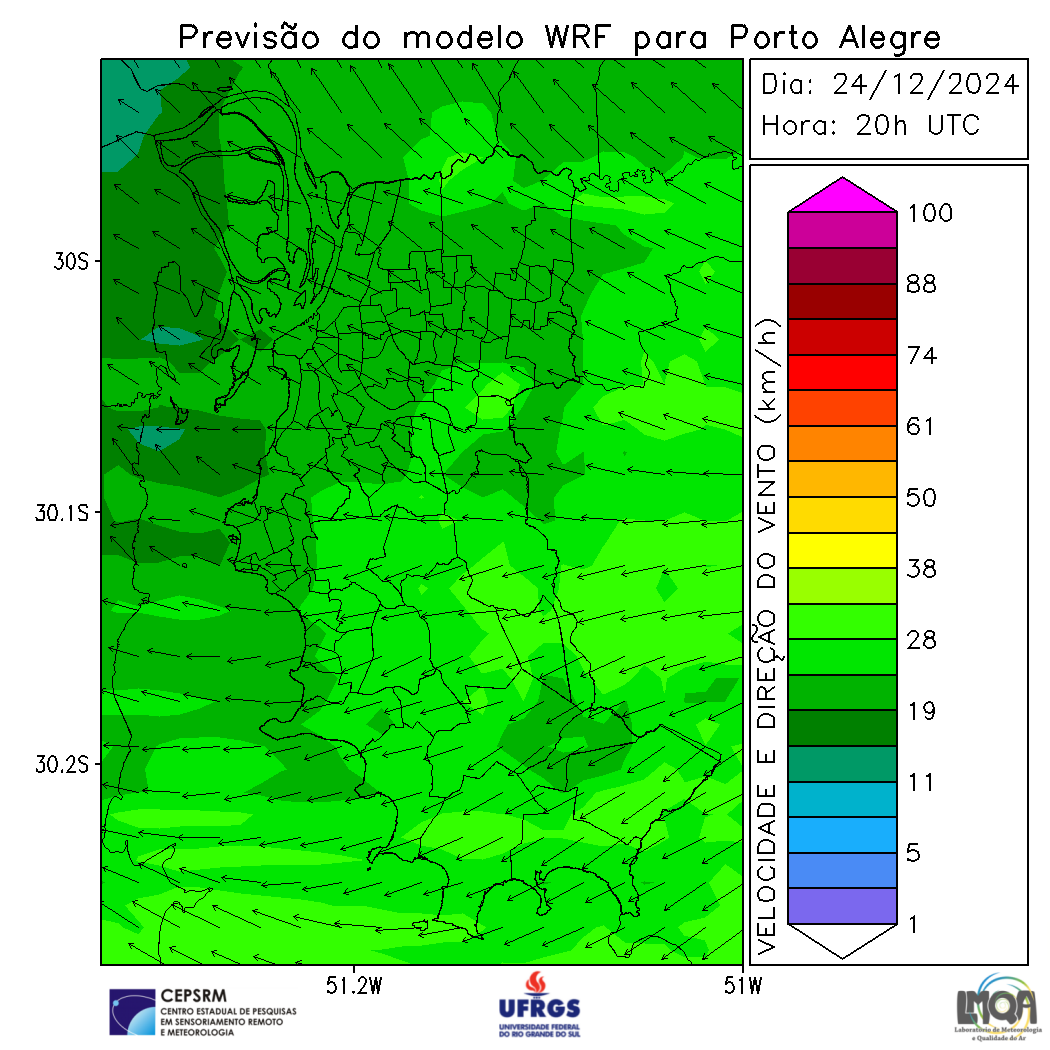 Previsão do modelo WRF para Porto Alegre
Dia: 24/12/2024
Hora: 20h UTC
30S
30.1S
30.2S
51.2W
51W
VELOCIDADE E DIREÇÃO DO VENTO (km/h)
100
88
74
61
50
38
28
19
11
5
1
CEPSRM
CENTRO ESTADUAL DE PESQUISAS
EM SENSORIAMENTO REMOTO
E METEOROLOGIA
UFRGS
UNIVERSIDADE FEDERAL
DO RIO GRANDE DO SUL
LMQA
Laboratório de Meteorologia
e Qualidade do Ar